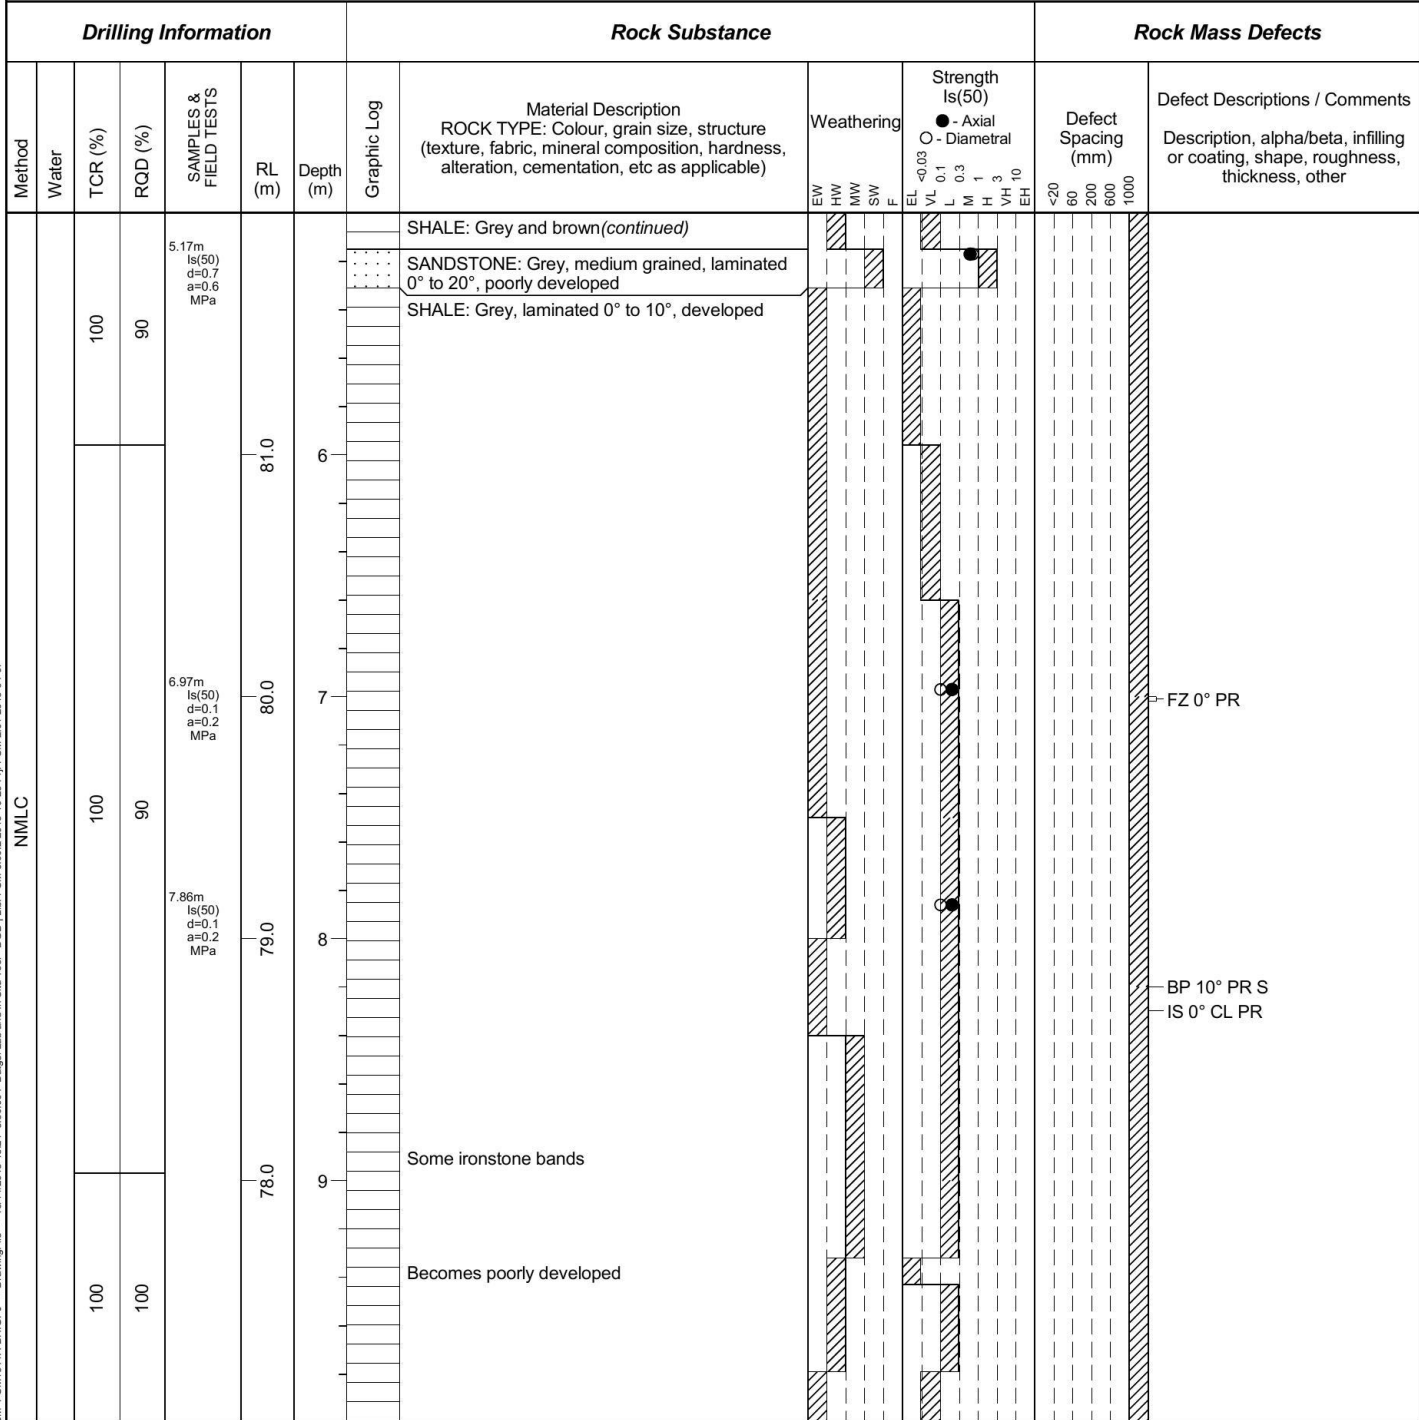 Drilling Information
Rock Substance
Rock Mass Defects
Method
Water
TCR (%)
RQD (%)
SAMPLES &
FIELD TESTS
RL
(m)
Depth
(m)
Graphic Log
Material Description
ROCK TYPE: Colour, grain size, structure
(texture, fabric, mineral composition, hardness,
alteration, cementation, etc as applicable)
Weathering
EW
HW
MW
SW
F
Strength
Is(50)
● - Axial
○ - Diametral
EL
<0.03
VL
0.1
L
0.3
M
1
H
3
VH
10
EH
Defect
Spacing
(mm)
<20
60
200
600
1000
Defect Descriptions / Comments
Description, alpha/beta, infilling
or coating, shape, roughness,
thickness, other
SHALE: Grey and brown(continued)
5.17m
Is(50)
d=0.7
a=0.6
MPa
SANDSTONE: Grey, medium grained, laminated
0° to 20°, poorly developed
SHALE: Grey, laminated 0° to 10°, developed
100
90
81.0
6
6.97m
Is(50)
d=0.1
a=0.2
MPa
80.0
7
FZ 0° PR
NMLC
100
90
7.86m
Is(50)
d=0.1
a=0.2
MPa
79.0
8
BP 10° PR S
IS 0° CL PR
Some ironstone bands
78.0
9
Becomes poorly developed
100
100